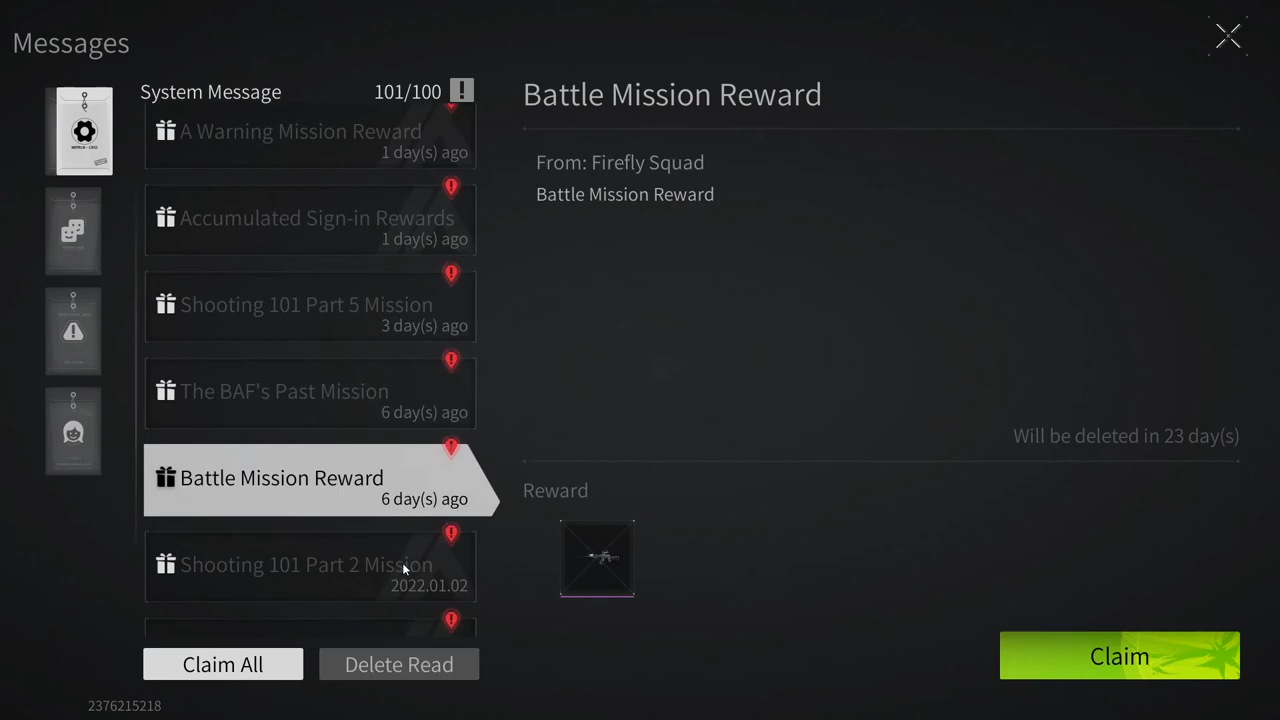 Messages
System Message 101/100
A Warning Mission Reward
1 day(s) ago
Accumulated Sign-in Rewards
1 day(s) ago
Shooting 101 Part 5 Mission
3 day(s) ago
The BAF's Past Mission
6 day(s) ago
Battle Mission Reward
6 day(s) ago
Shooting 101 Part 2 Mission
2022.01.02
Claim All
Delete Read
2376215218
Battle Mission Reward
From: Firefly Squad
Battle Mission Reward
Will be deleted in 23 day(s)
Reward
Claim